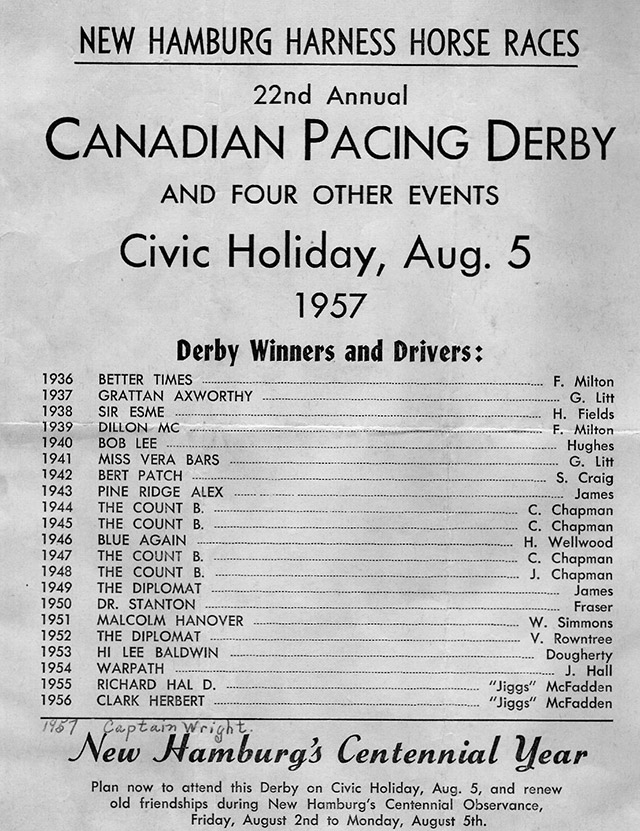 NEW HAMBURG HARNESS HORSE RACES
22nd Annual
CANADIAN PACING DERBY
AND FOUR OTHER EVENTS
Civic Holiday, Aug. 5
1957
Derby Winners and Drivers:
1936 BETTER TIMES F. Milton
1937 GRATTAN AXWORTHY G. Litt
1938 SIR ESME H. Fields
1939 DILLON MC F. Milton
1940 BOB LEE Hughes
1941 MISS VERA BARS G. Litt
1942 BERT PATCH S. Craig
1943 PINE RIDGE ALEX James
1944 THE COUNT B. C. Chapman
1945 THE COUNT B. C. Chapman
1946 BLUE AGAIN H. Wellwood
1947 THE COUNT B. C. Chapman
1948 THE COUNT B. J. Chapman
1949 THE DIPLOMAT James
1950 DR. STANTON Fraser
1951 MALCOLM HANOVER W. Simmons
1952 THE DIPLOMAT V. Rowntree
1953 HI LEE BALDWIN Dougherty
1954 WARPATH J. Hall
1955 RICHARD HAL D. "Jiggs" McFadden
1956 CLARK HERBERT "Jiggs" McFadden
1957 Captain Wright.
New Hamburg's Centennial Year
Plan now to attend this Derby on Civic Holiday, Aug. 5, and renew
old friendships during New Hamburg's Centennial Observance,
Friday, August 2nd to Monday, August 5th.